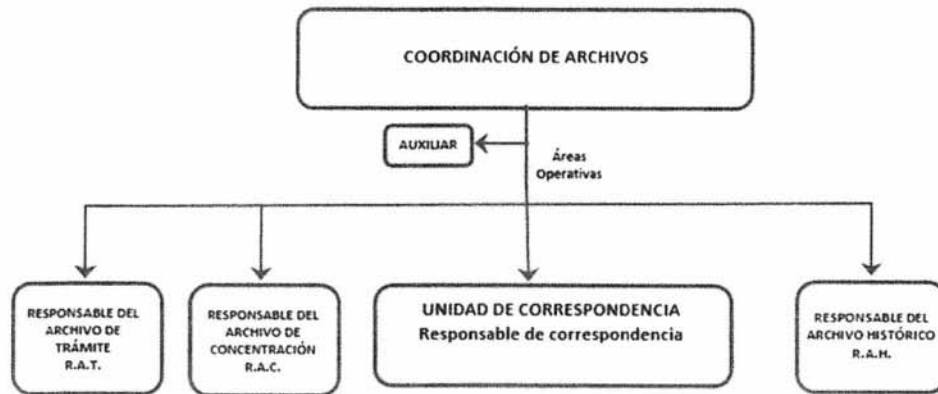 COORDINACIÓN DE ARCHIVOS
AUXILIAR
Áreas
Operativas
RESPONSABLE DEL
ARCHIVO DE
TRÁMITE
R.A.T.
RESPONSABLE DEL
ARCHIVO DE
CONCENTRACIÓN
R.A.C.
UNIDAD DE CORRESPONDENCIA
Responsable de correspondencia
RESPONSABLE DEL
ARCHIVO HISTÓRICO
R.A.H.